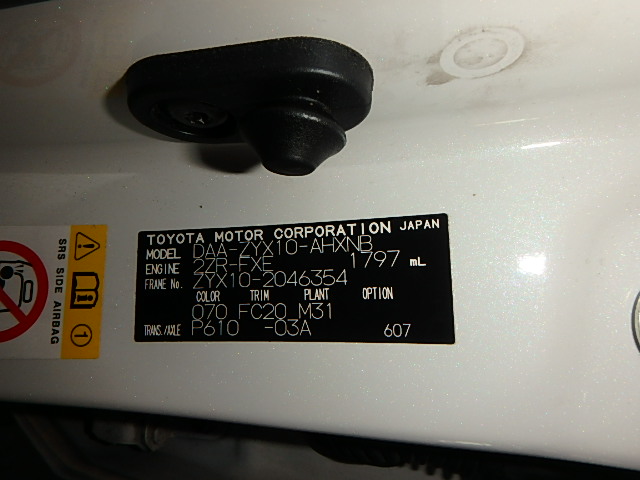 TOYOTA MOTOR CORPORATION JAPAN
MODEL DAA-ZYX10-AHXNB
ENGINE 2ZR-FXE 1797 mL
FRAME No. ZYX10-2046354
COLOR TRIM PLANT OPTION
070 FC20 M31
TRANS./AXLE P610 -03A 607
SRS SIDE AIRBAG
1